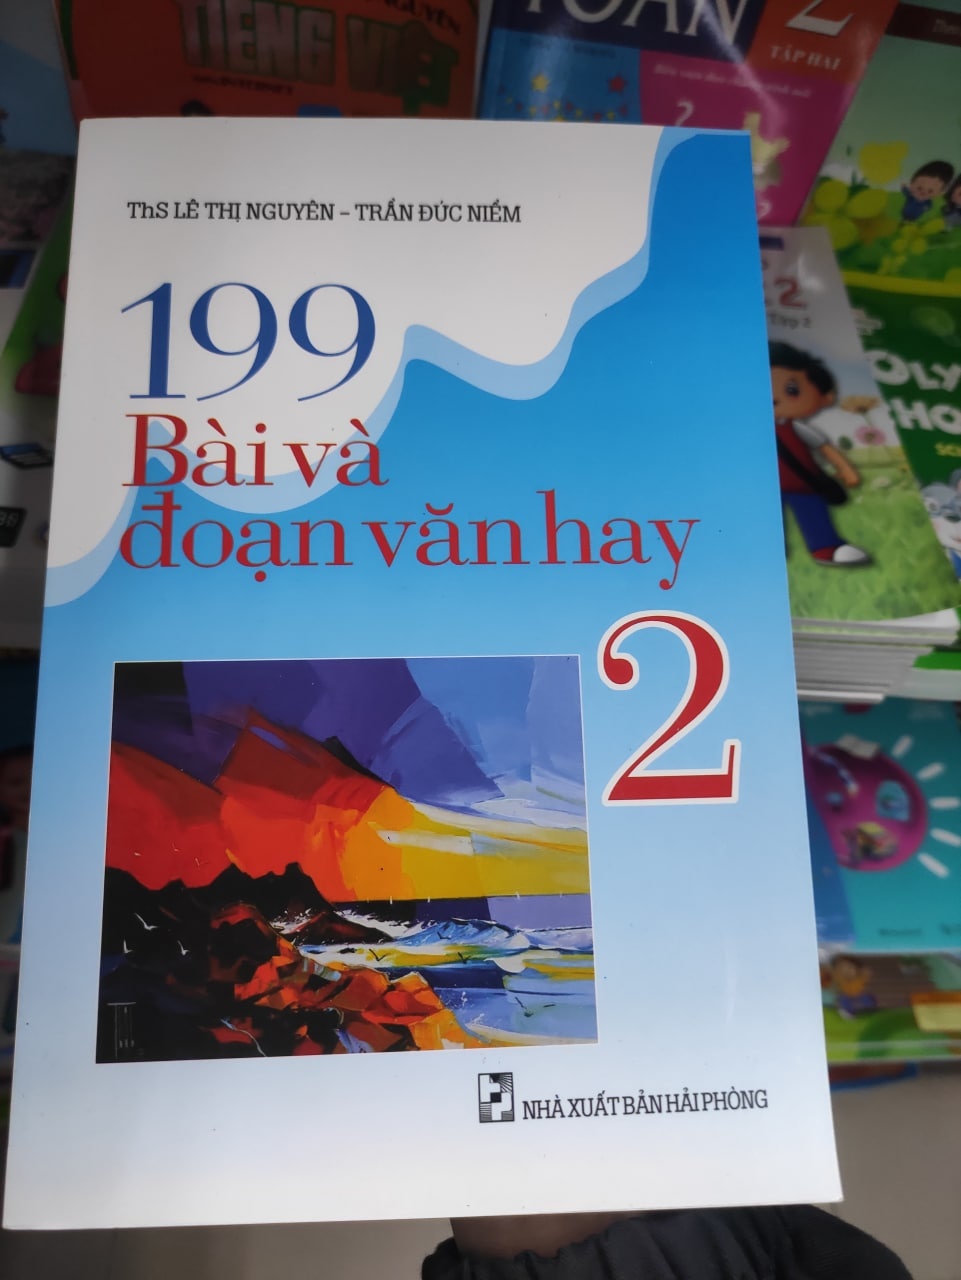 TIẾNG VIỆT
TOÁN 2
TẬP HAI
2
ThS LÊ THỊ NGUYÊN – TRẦN ĐỨC NIỀM
199
Bài và
đoạn văn hay
2
NHÀ XUẤT BẢN HẢI PHÒNG
2